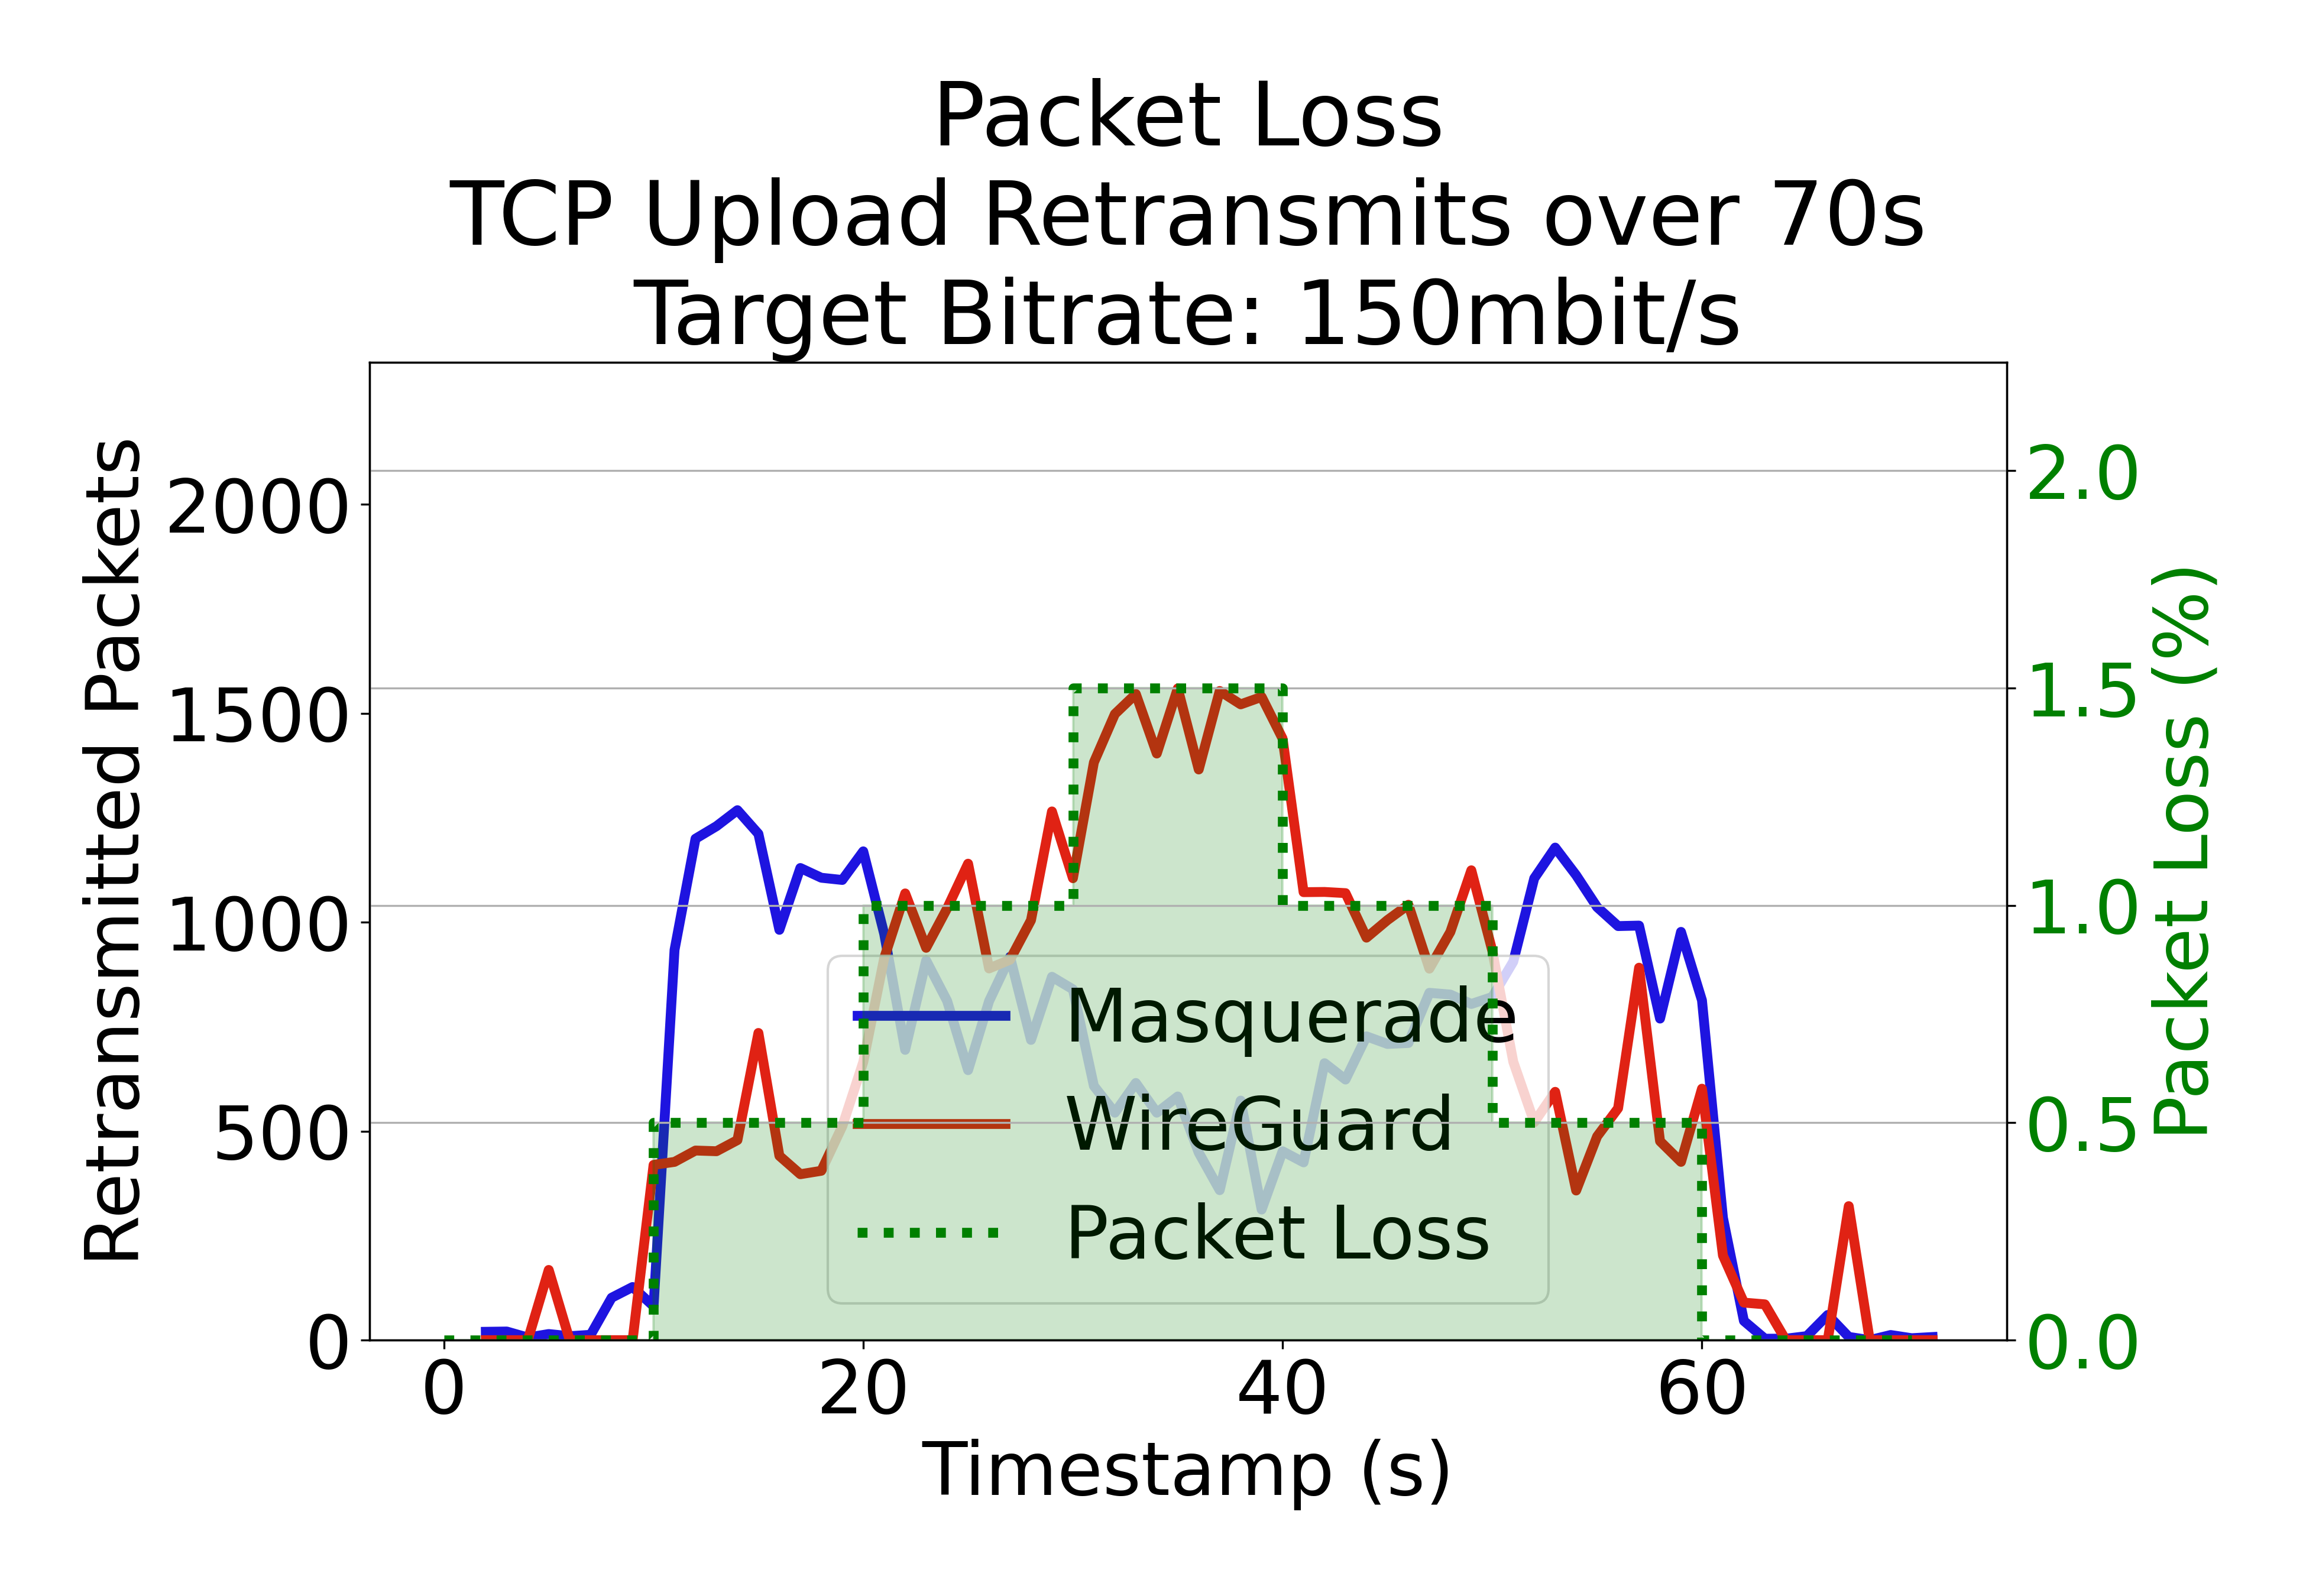 Packet Loss
TCP Upload Retransmits over 70s
Target Bitrate: 150mbit/s
Retransmitted Packets
2000
1500
1000
500
0
2.0
1.5
1.0
0.5
0.0
Packet Loss (%)
Masquerade
WireGuard
Packet Loss
0 20 40 60
Timestamp (s)